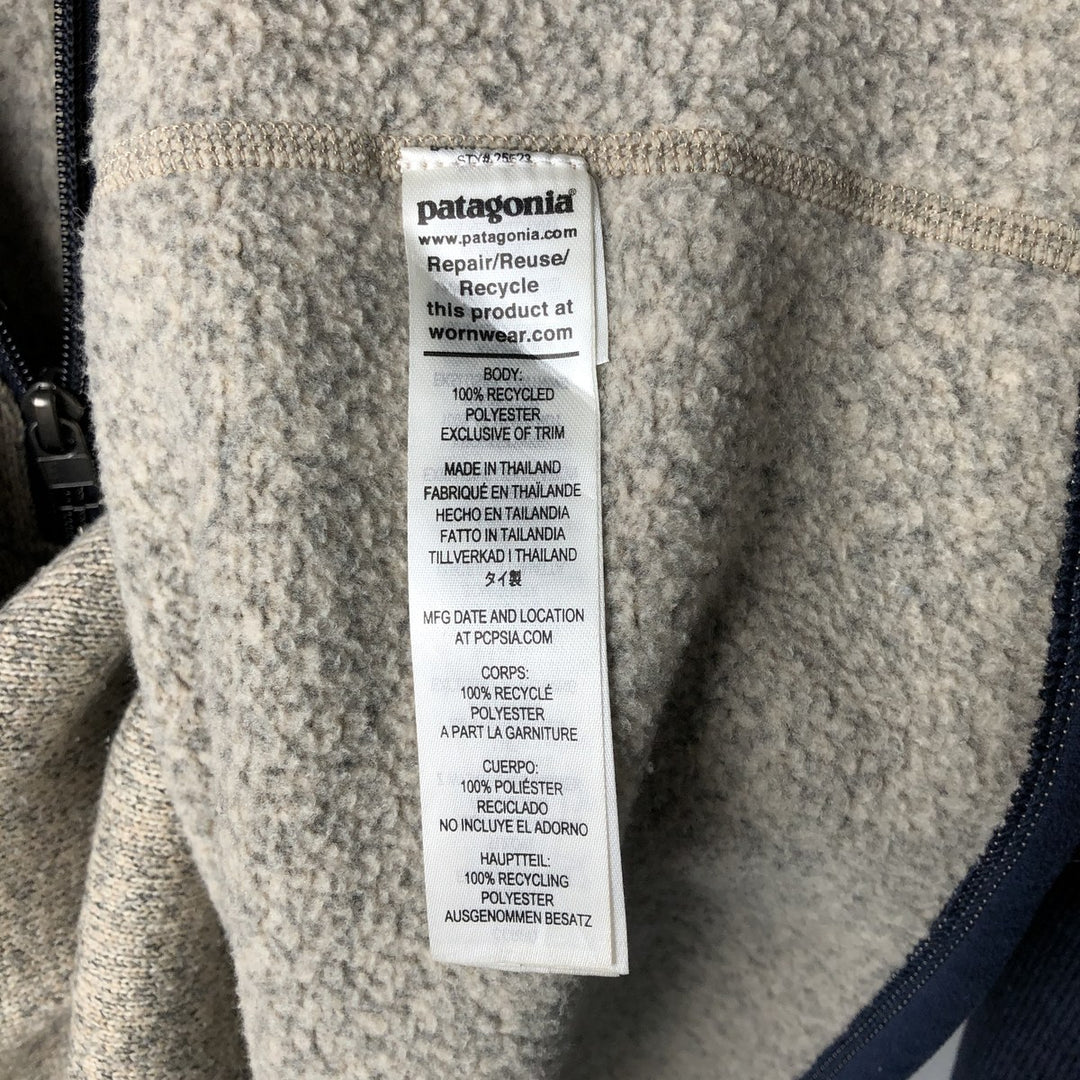 STY# 25523
patagonia®
www.patagonia.com
Repair/Reuse/
Recycle
this product at
wornwear.com
BODY:
100% RECYCLED
POLYESTER
EXCLUSIVE OF TRIM
MADE IN THAILAND
FABRIQUÉ EN THAÏLANDE
HECHO EN TAILANDIA
FATTO IN TAILANDIA
TILLVERKAD I THAILAND
タイ製
MFG DATE AND LOCATION
AT PCPSIA.COM
CORPS:
100% RECYCLÉ
POLYESTER
A PART LA GARNITURE
CUERPO:
100% POLIÉSTER
RECICLADO
NO INCLUYE EL ADORNO
HAUPTTEIL:
100% RECYCLING
POLYESTER
AUSGENOMMEN BESATZ